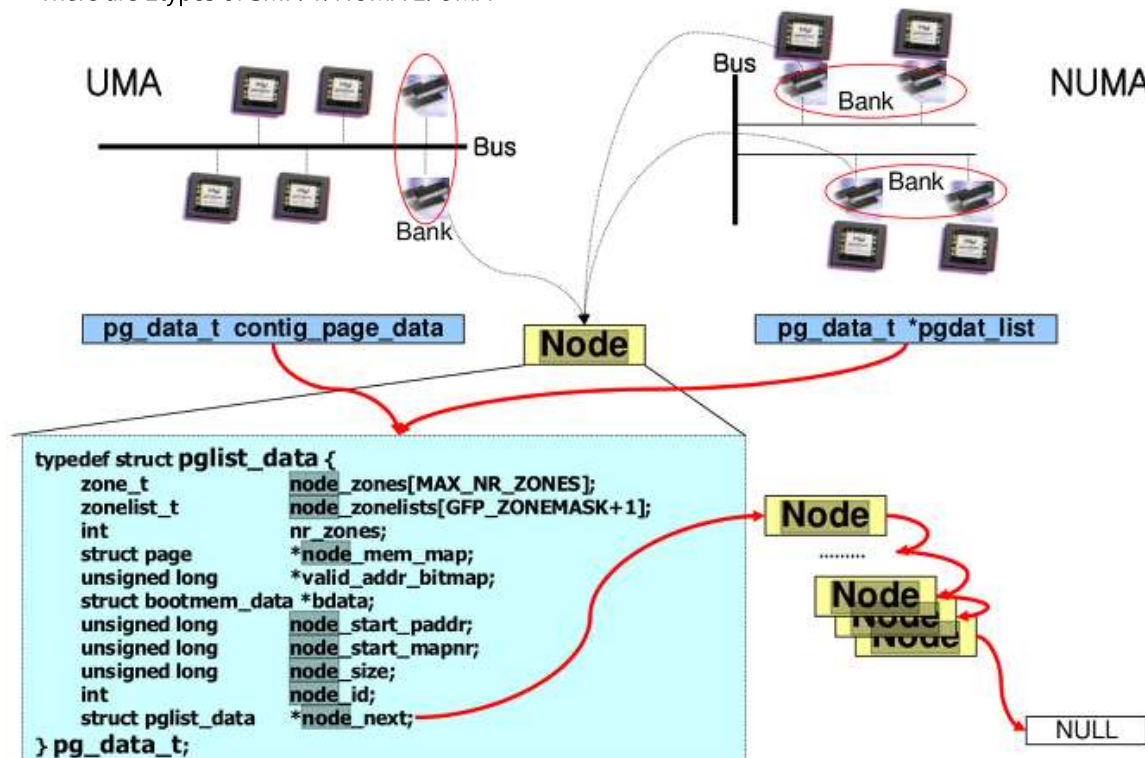 UMA
Bus
Bank
Bus
Bank
Bank
NUMA
pg_data_t contig_page_data
Node
pg_data_t *pgdat_list
typedef struct pglist_data {
zone_t node_zones[MAX_NR_ZONES];
zonelist_t node_zonelists[GFP_ZONEMASK+1];
int nr_zones;
struct page *node_mem_map;
unsigned long *valid_addr_bitmap;
struct bootmem_data *bdata;
unsigned long node_start_paddr;
unsigned long node_start_mapnr;
unsigned long node_size;
int node_id;
struct pglist_data *node_next;
} pg_data_t;
Node
.........
Node
Node
Node
NULL